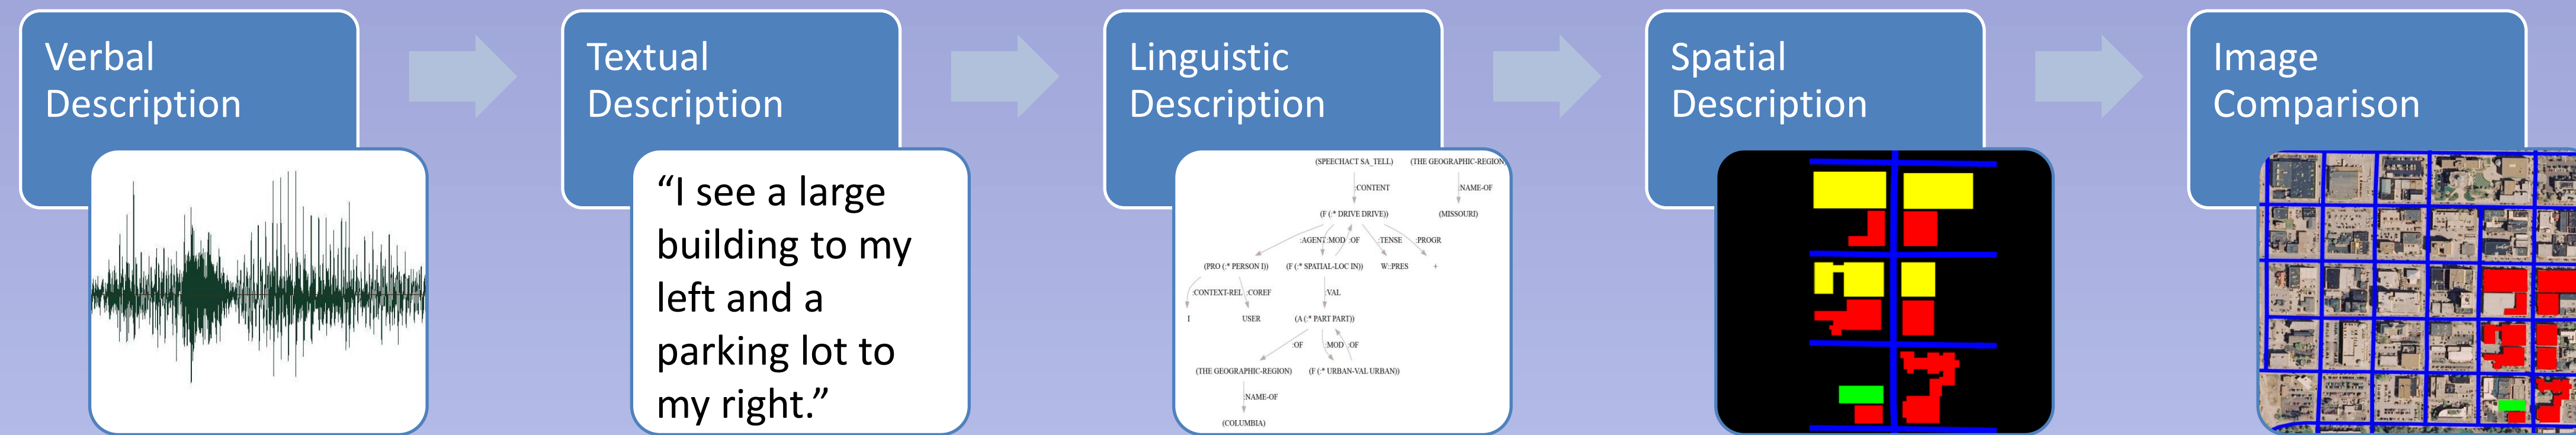 Verbal
Description
Textual
Description
“I see a large
building to my
left and a
parking lot to
my right.”
Linguistic
Description
(SPEECHACT SA_TELL) (THE GEOGRAPHIC-REGION)
:CONTENT :NAME-OF
(F (:* DRIVE DRIVE)) (MISSOURI)
:AGENT :MOD :OF :TENSE :PROGR
(PRO (:* PERSON I)) (F (:* SPATIAL-LOC IN)) W::PRES +
:CONTEXT-REL :COREF :VAL
I USER (A (:* PART PART))
:OF :MOD :OF
(THE GEOGRAPHIC-REGION) (F (:* URBAN-VAL URBAN))
:NAME-OF
(COLUMBIA)
Spatial
Description
Image
Comparison